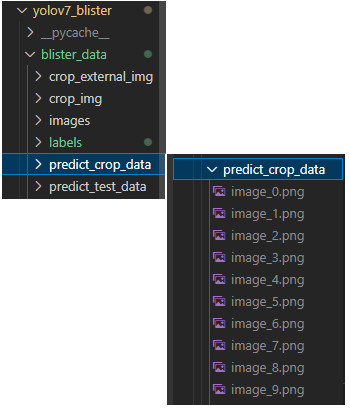 yolov7_blister
__pycache__
blister_data
crop_external_img
crop_img
images
labels
predict_crop_data
predict_test_data
predict_crop_data
image_0.png
image_1.png
image_2.png
image_3.png
image_4.png
image_5.png
image_6.png
image_7.png
image_8.png
image_9.png